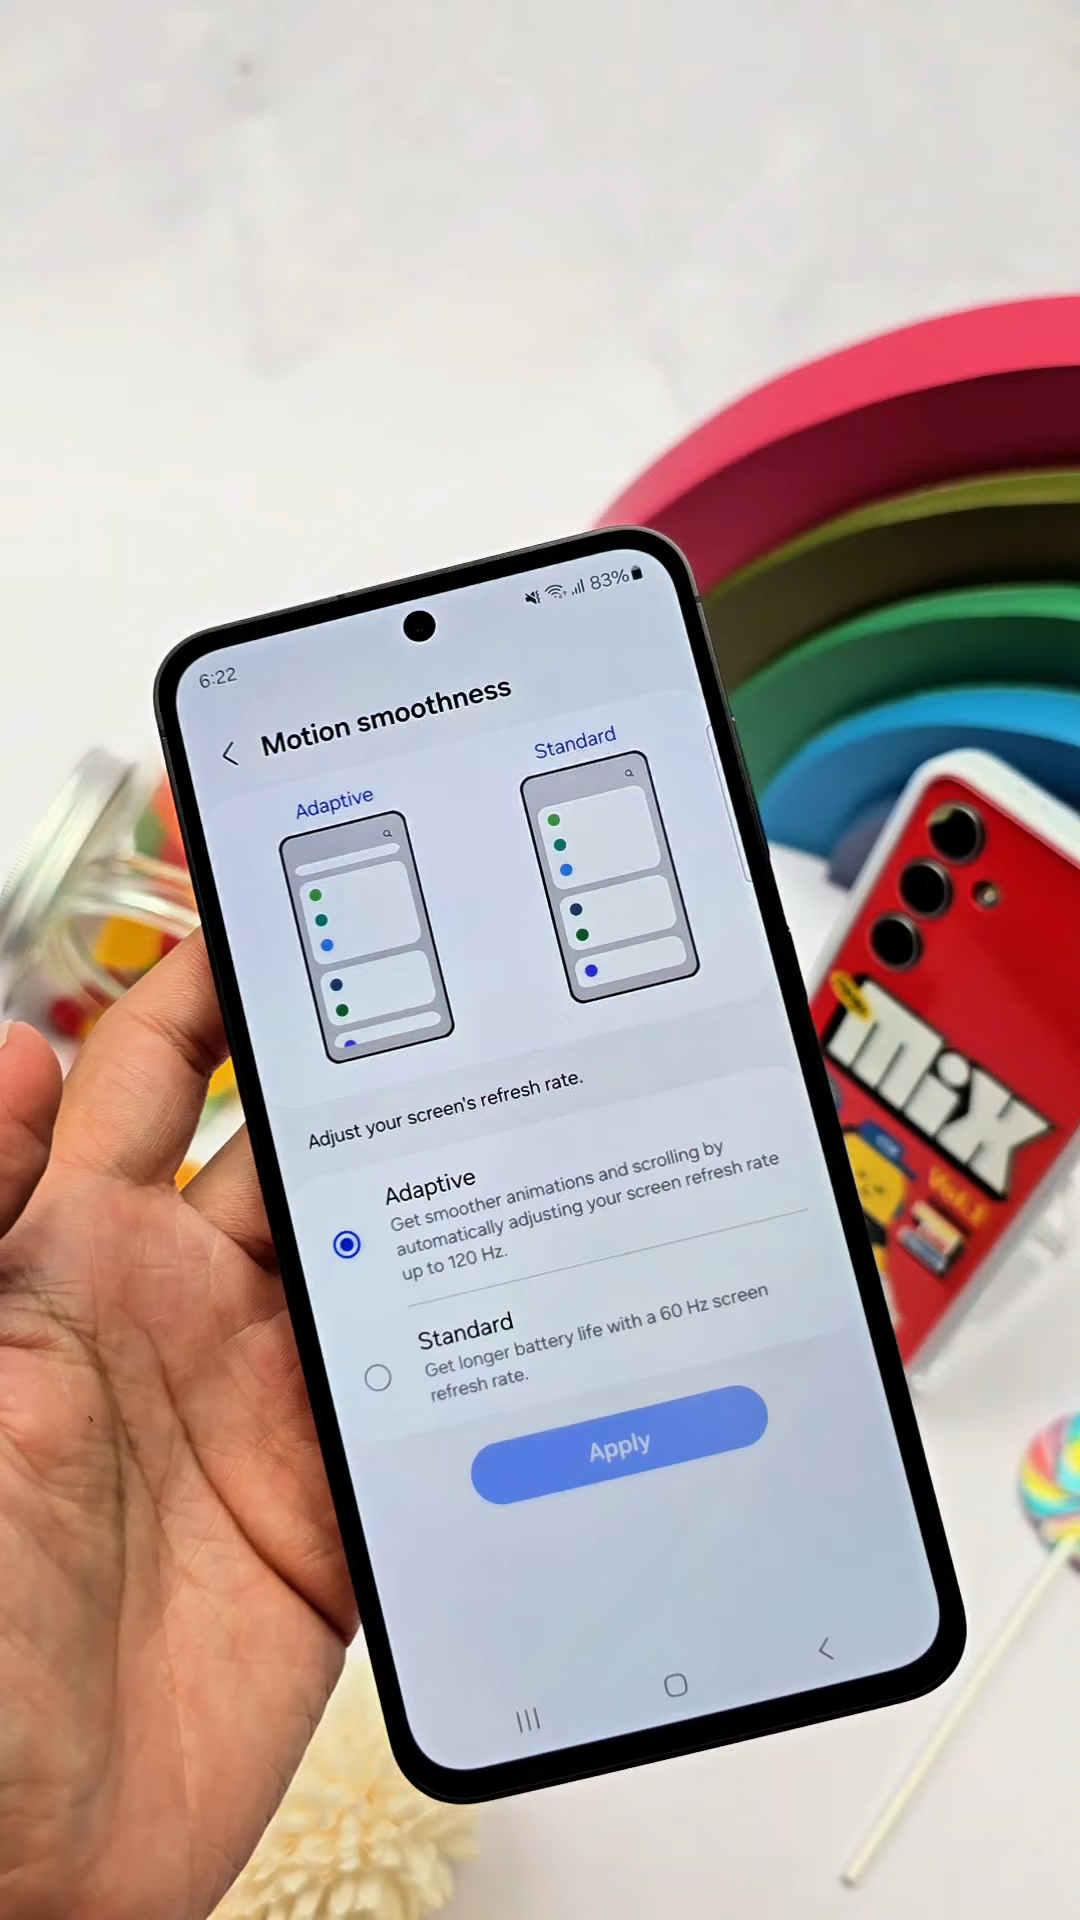 6:22
83%
Motion smoothness
Adaptive
Standard
Adjust your screen's refresh rate.
Adaptive
Get smoother animations and scrolling by
automatically adjusting your screen refresh rate
up to 120 Hz.
Standard
Get longer battery life with a 60 Hz screen
refresh rate.
Apply
MiX
Vol.1